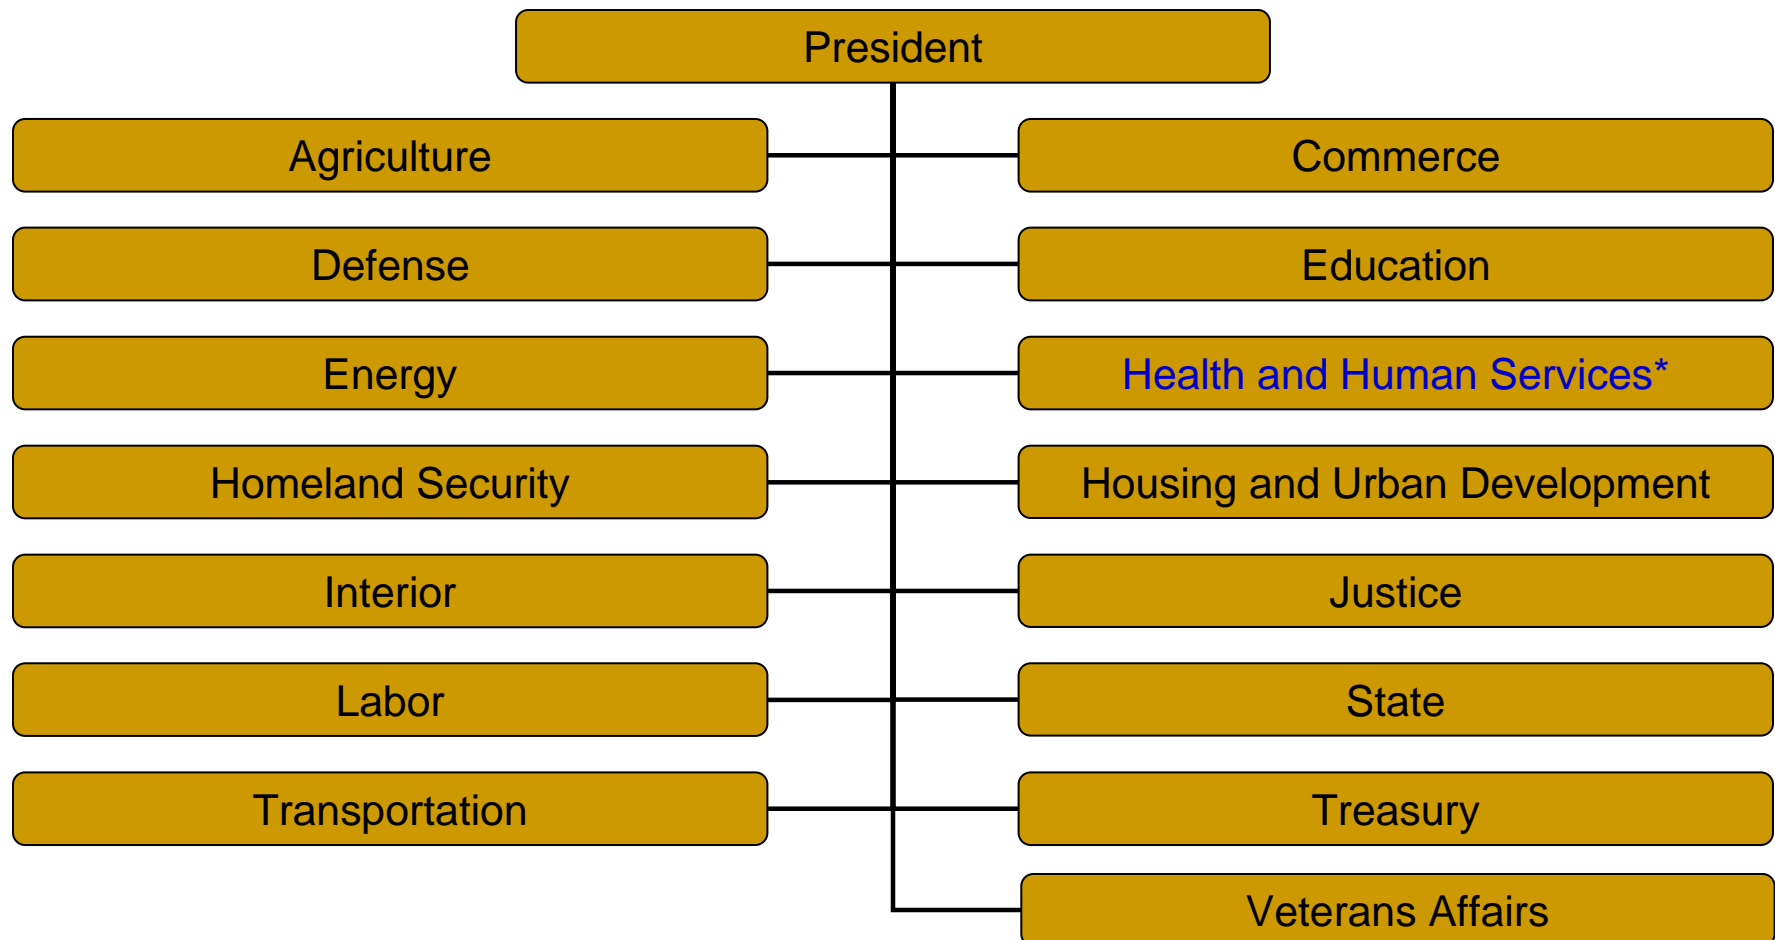 President
Agriculture
Commerce
Defense
Education
Energy
Health and Human Services*
Homeland Security
Housing and Urban Development
Interior
Justice
Labor
State
Transportation
Treasury
Veterans Affairs